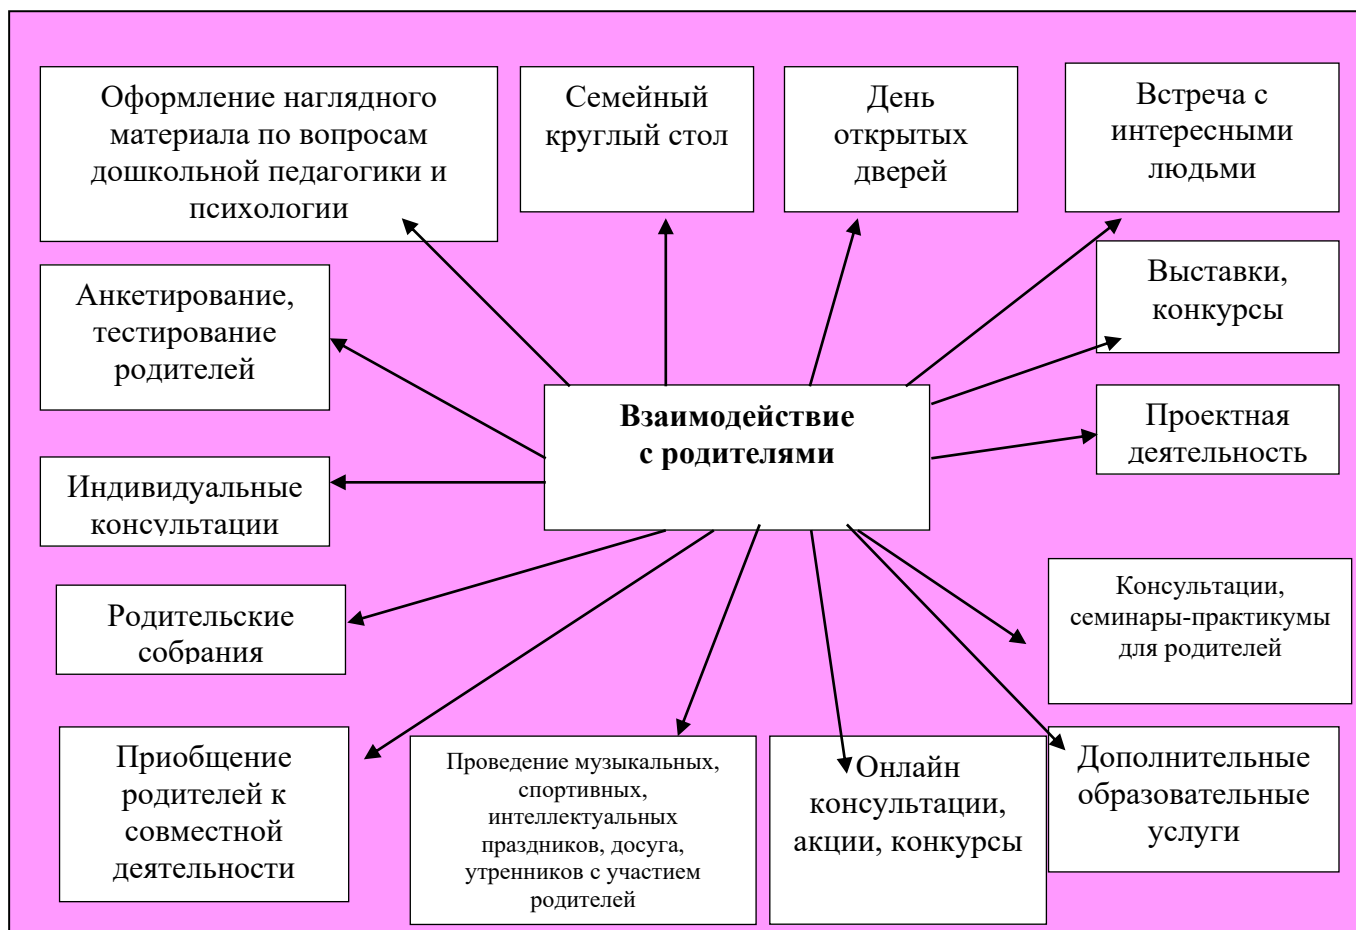 Оформление наглядного
материала по вопросам
дошкольной педагогики и
психологии
Семейный
круглый стол
День
открытых
дверей
Встреча с
интересными
людьми
Анкетирование,
тестирование
родителей
Выставки,
конкурсы
Взаимодействие
с родителями
Проектная
деятельность
Индивидуальные
консультации
Родительские
собрания
Консультации,
семинары-практикумы
для родителей
Приобщение
родителей к
совместной
деятельности
Проведение музыкальных,
спортивных,
интеллектуальных
праздников, досуга,
утренников с участием
родителей
Онлайн
консультации,
акции, конкурсы
Дополнительные
образовательные
услуги